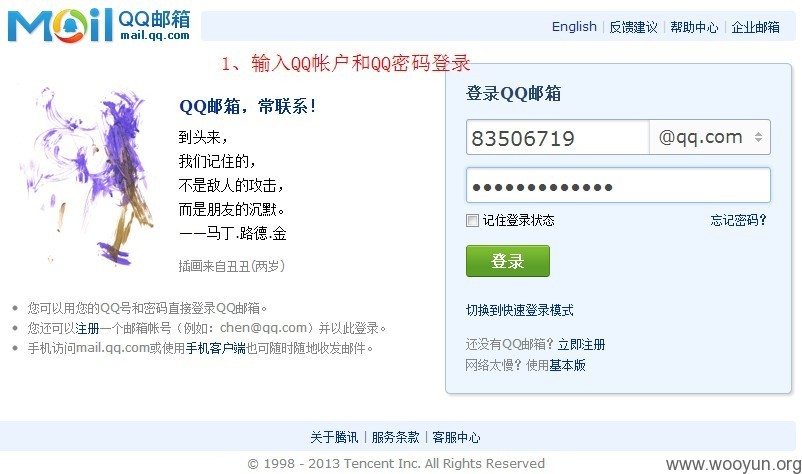 Mail QQ邮箱
mail.qq.com
English | 反馈建议 | 帮助中心 | 企业邮箱
1、输入QQ帐户和QQ密码登录
QQ邮箱，常联系！
到头来，
我们记住的，
不是敌人的攻击，
而是朋友的沉默。
——马丁.路德.金
插画来自丑丑(两岁)
您可以用您的QQ号和密码直接登录QQ邮箱。
您还可以注册一个邮箱帐号（例如：chen@qq.com）并以此登录。
手机访问mail.qq.com或使用手机客户端也可随时随地收发邮件。
登录QQ邮箱
83506719 @qq.com
●●●●●●●●●●●●●
记住登录状态 忘记密码？
登录
切换到快速登录模式
还没有QQ邮箱？立即注册
网络太慢？使用基本版
关于腾讯 | 服务条款 | 客服中心
© 1998 - 2013 Tencent Inc. All Rights Reserved
www.wooyun.org